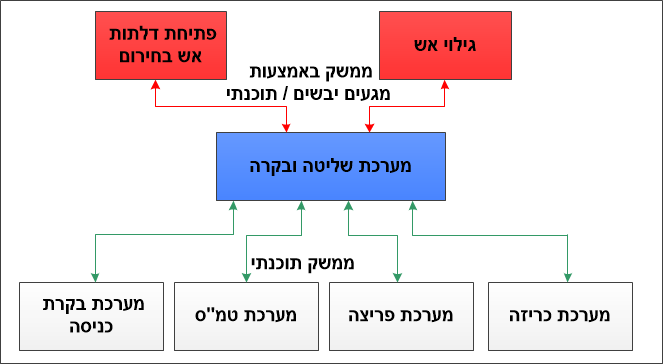 גילוי אש
פתיחת דלתות
אש בחירום
ממשק באמצעות
מגעים יבשים / תוכנתי
מערכת שליטה ובקרה
ממשק תוכנתי
מערכת כריזה
מערכת פריצה
מערכת טמ"ס
מערכת בקרת
כניסה